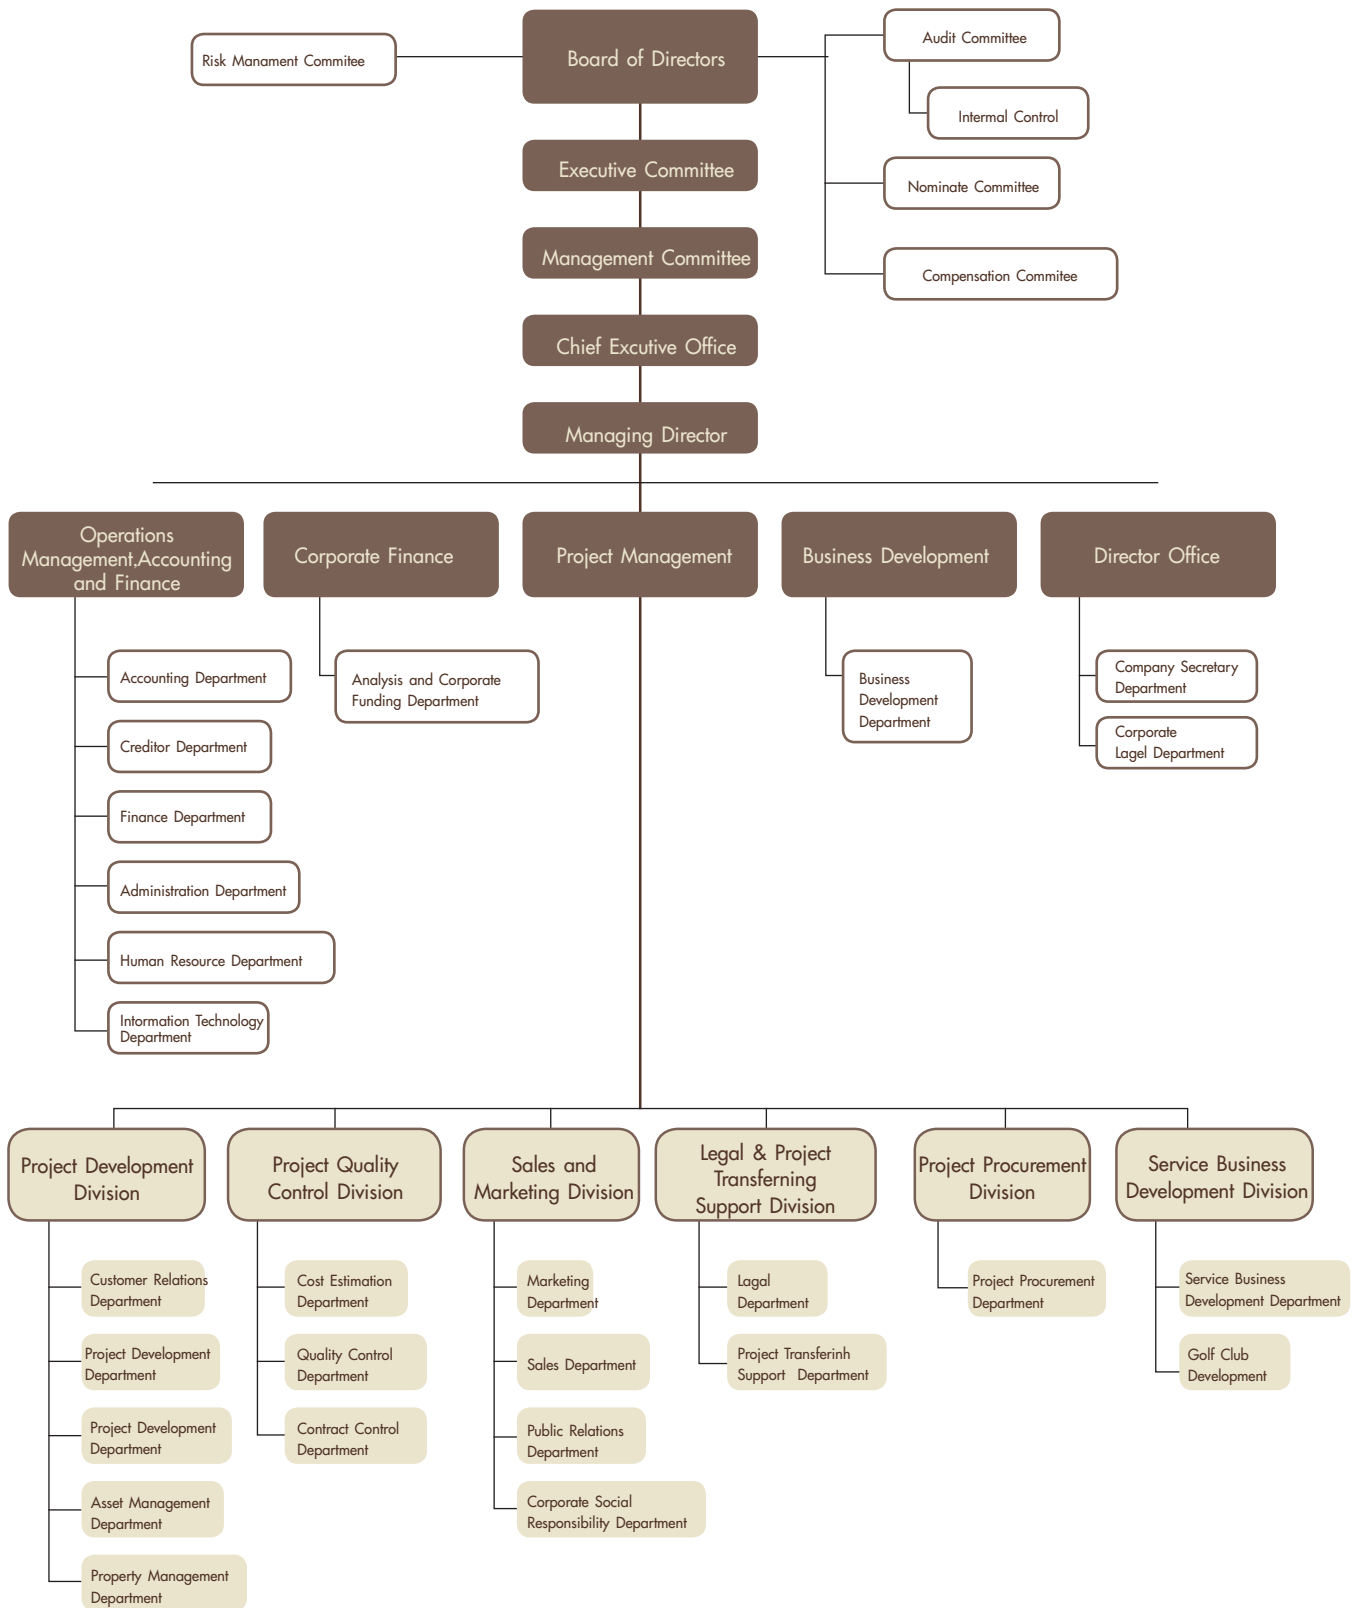 Risk Manament Commitee
Board of Directors
Audit Committee
Intermal Control
Executive Committee
Nominate Committee
Management Committee
Compensation Commitee
Chief Excutive Office
Managing Director
Operations
Management,Accounting
and Finance
Corporate Finance
Project Management
Business Development
Director Office
Accounting Department
Creditor Department
Finance Department
Administration Department
Human Resource Department
Information Technology
Department
Analysis and Corporate
Funding Department
Business
Development
Department
Company Secretary
Department
Corporate
Lagel Department
Project Development
Division
Project Quality
Control Division
Sales and
Marketing Division
Legal & Project
Transferning
Support Division
Project Procurement
Division
Service Business
Development Division
Customer Relations
Department
Project Development
Department
Project Development
Department
Asset Management
Department
Property Management
Department
Cost Estimation
Department
Quality Control
Department
Contract Control
Department
Marketing
Department
Sales Department
Public Relations
Department
Corporate Social
Responsibility Department
Lagal
Department
Project Transferinh
Support Department
Project Procurement
Department
Service Business
Development Department
Golf Club
Development